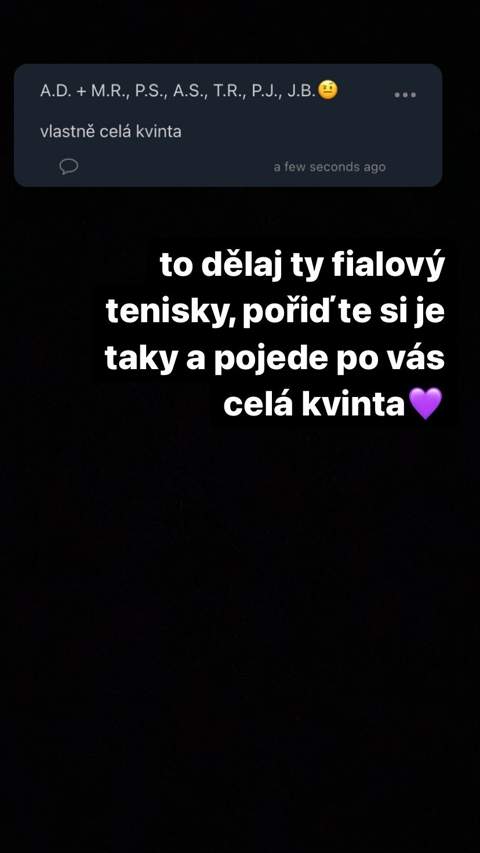 A.D. + M.R., P.S., A.S., T.R., P.J., J.B.🤨
vlastně celá kvinta
a few seconds ago
to dělaj ty fialový
tenisky, pořiďte si je
taky a pojede po vás
celá kvinta💜